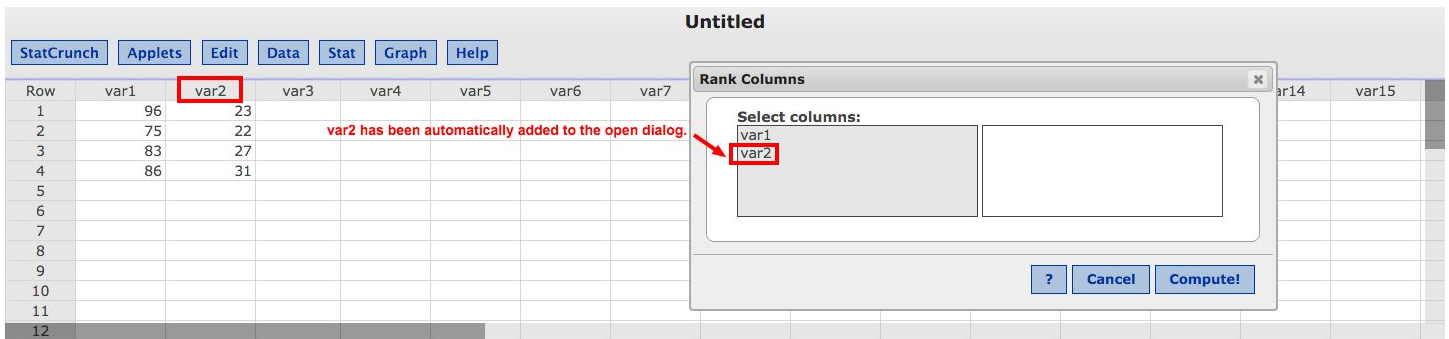 Untitled
StatCrunch Applets Edit Data Stat Graph Help
Rank Columns
Row var1 var2 var3 var4 var5 var6 var7 ar14 var15
1 96 23
2 75 22
3 83 27
4 86 31
5
6
7
8
9
10
11
12
var2 has been automatically added to the open dialog.
Select columns:
var1
var2
? Cancel Compute!